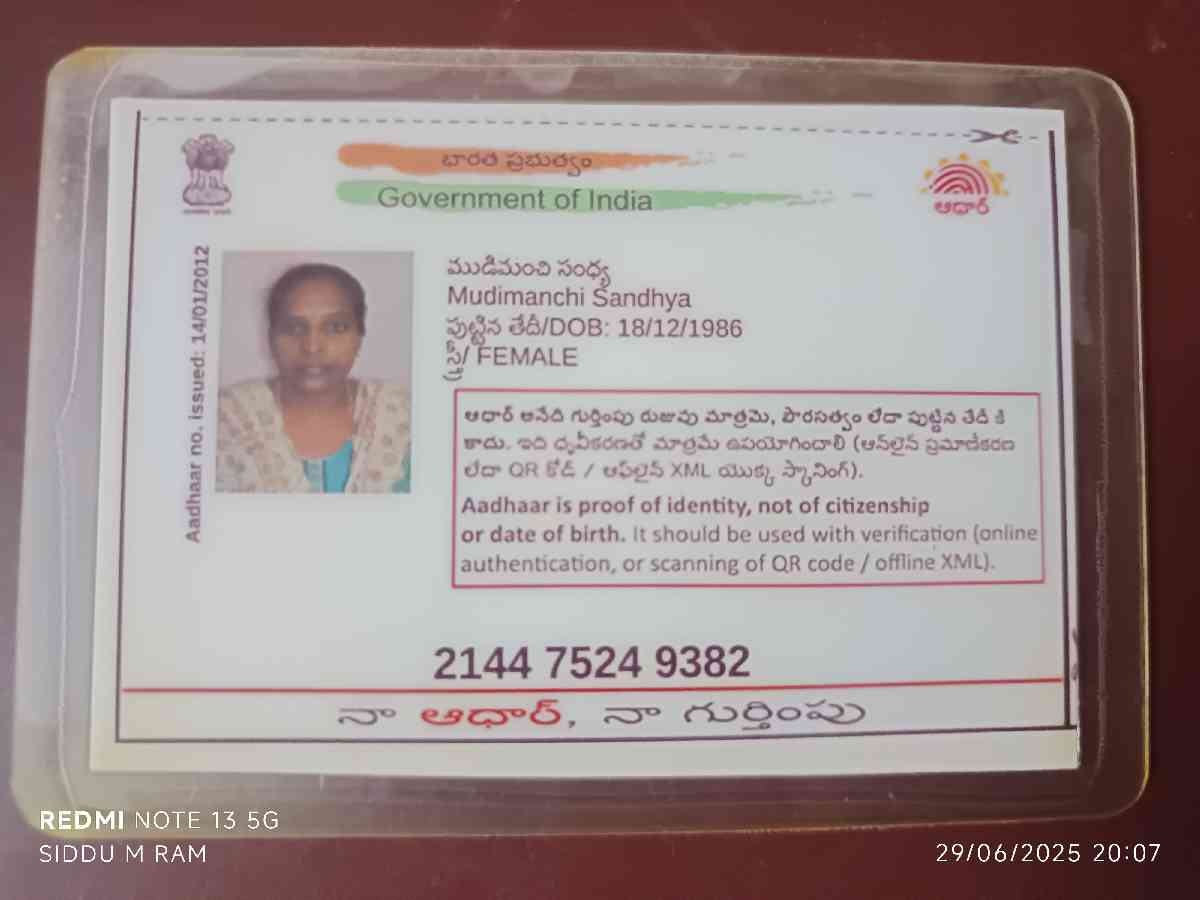 భారత ప్రభుత్వం
Government of India
ఆధార్
Aadhaar no. issued: 14/01/2012
ముడిమంచి సంధ్య
Mudimanchi Sandhya
పుట్టిన తేదీ/DOB: 18/12/1986
స్త్రీ/ FEMALE
ఆధార్ అనేది గుర్తింపు రుజువు మాత్రమే, పౌరసత్వం లేదా పుట్టిన తేదీ కి
కాదు. ఇది ధృవీకరణతో మాత్రమే ఉపయోగించాలి (ఆన్‌లైన్ ప్రమాణీకరణ
లేదా QR కోడ్ / ఆఫ్‌లైన్ XML యొక్క స్కానింగ్).
Aadhaar is proof of identity, not of citizenship
or date of birth. It should be used with verification (online
authentication, or scanning of QR code / offline XML).
2144 7524 9382
నా ఆధార్, నా గుర్తింపు
REDMI NOTE 13 5G
SIDDU M RAM
29/06/2025 20:07